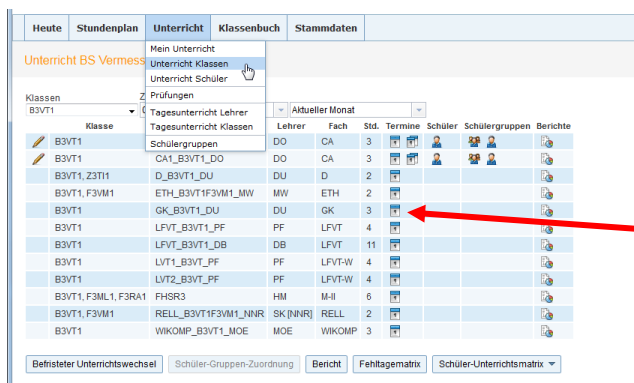 Heute Stundenplan Unterricht Klassenbuch Stammdaten
Mein Unterricht
Unterricht BS Vermess
Unterricht Klassen
Unterricht Schüler
Klassen Z
Prüfungen
B3VT1
Tagesunterricht Lehrer
Aktueller Monat
Tagesunterricht Klassen
Schülergruppen
Klasse Lehrer Fach Std. Termine Schüler Schülergruppen Berichte
B3VT1 DO CA 3
B3VT1 CA1_B3VT1_DO DO CA 3
B3VT1, Z3TI1 D_B3VT1_DU DU D 2
B3VT1, F3VM1 ETH_B3VT1F3VM1_MW MW ETH 2
B3VT1 GK_B3VT1_DU DU GK 3
B3VT1 LFVT_B3VT1_PF PF LFVT 4
B3VT1 LFVT_B3VT1_DB DB LFVT 11
B3VT1 LVT1_B3VT_PF PF LFVT-W 4
B3VT1 LVT2_B3VT_PF PF LFVT-W 4
B3VT1, F3ML1, F3RA1 FHSR3 HM M-II 6
B3VT1, F3VM1 RELL_B3VT1F3VM1_NNR SK [NNR] RELL 2
B3VT1 WIKOMP_B3VT1_MOE MOE WIKOMP 3
Befristeter Unterrichtswechsel Schüler-Gruppen-Zuordnung Bericht Fehltagematrix Schüler-Unterrichtsmatrix